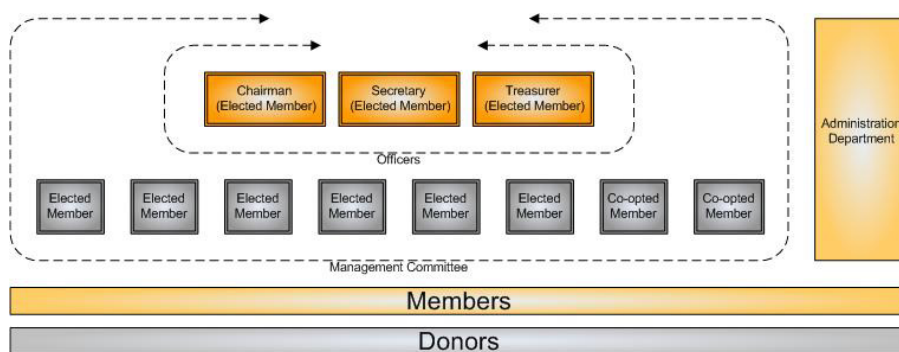 Chairman
(Elected Member)
Secretary
(Elected Member)
Treasurer
(Elected Member)
Administration
Department
Officers
Elected
Member
Elected
Member
Elected
Member
Elected
Member
Elected
Member
Elected
Member
Co-opted
Member
Co-opted
Member
Management Committee
Members
Donors